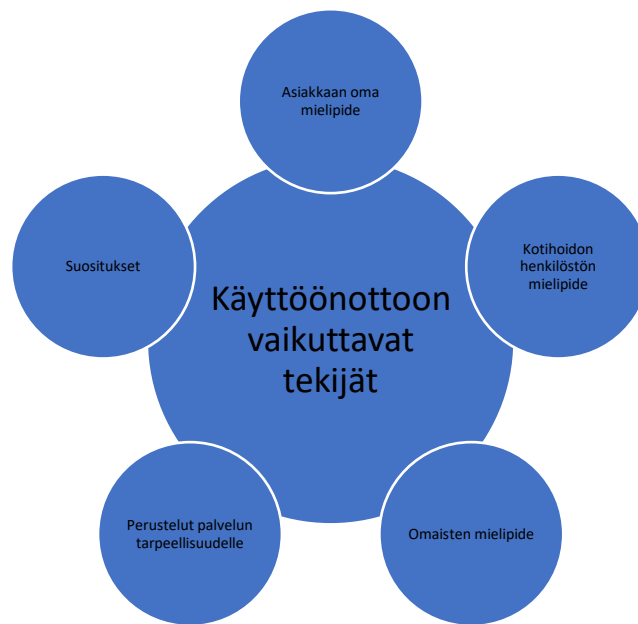 Asiakkaan oma
mielipide
Kotihoidon
henkilöstön
mielipide
Suositukset
Käyttöönottoon
vaikuttavat
tekijät
Perustelut palvelun
tarpeellisuudelle
Omaisten mielipide